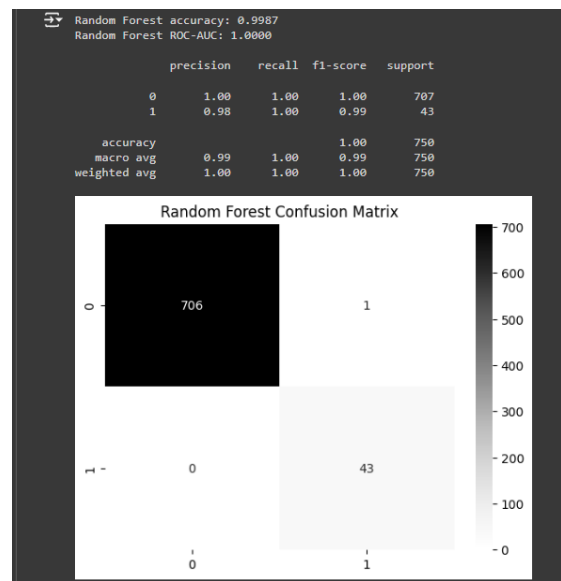 Random Forest accuracy: 0.9987
Random Forest ROC-AUC: 1.0000
precision recall f1-score support
0 1.00 1.00 1.00 707
1 0.98 1.00 0.99 43
accuracy 1.00 750
macro avg 0.99 1.00 0.99 750
weighted avg 1.00 1.00 1.00 750
Random Forest Confusion Matrix
0
706 1
1
0 43
0 1
700
600
500
400
300
200
100
0